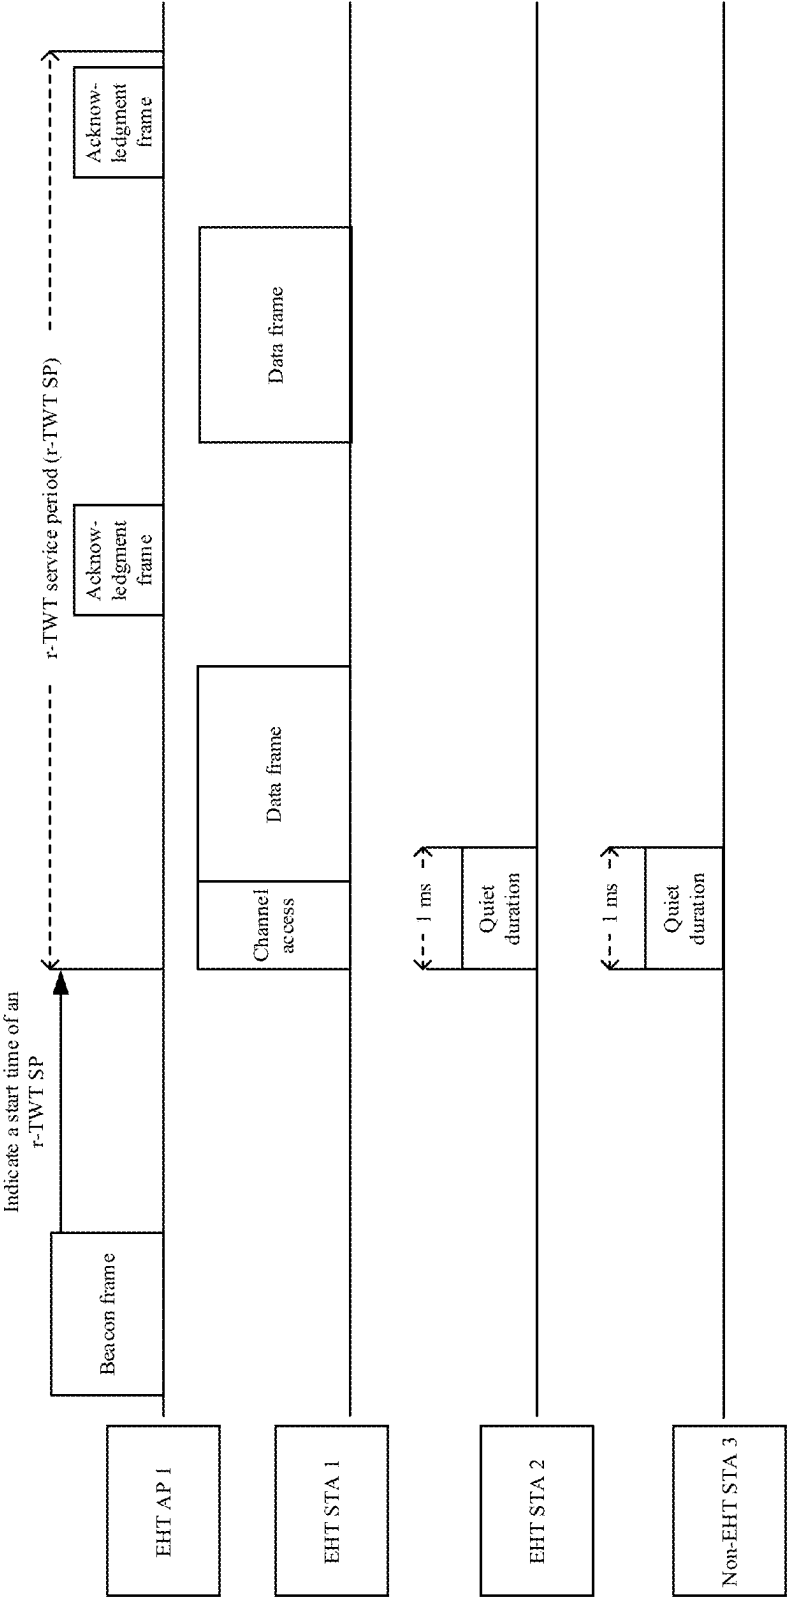 Indicate a start time of an
r-TWT SP
r-TWT service period (r-TWT SP)
EHT AP 1
Beacon frame
Acknow-
ledgment
frame
Acknow-
ledgment
frame
EHT STA 1
Channel
access
Data frame
Data frame
EHT STA 2
1 ms
Quiet
duration
Non-EHT STA 3
1 ms
Quiet
duration